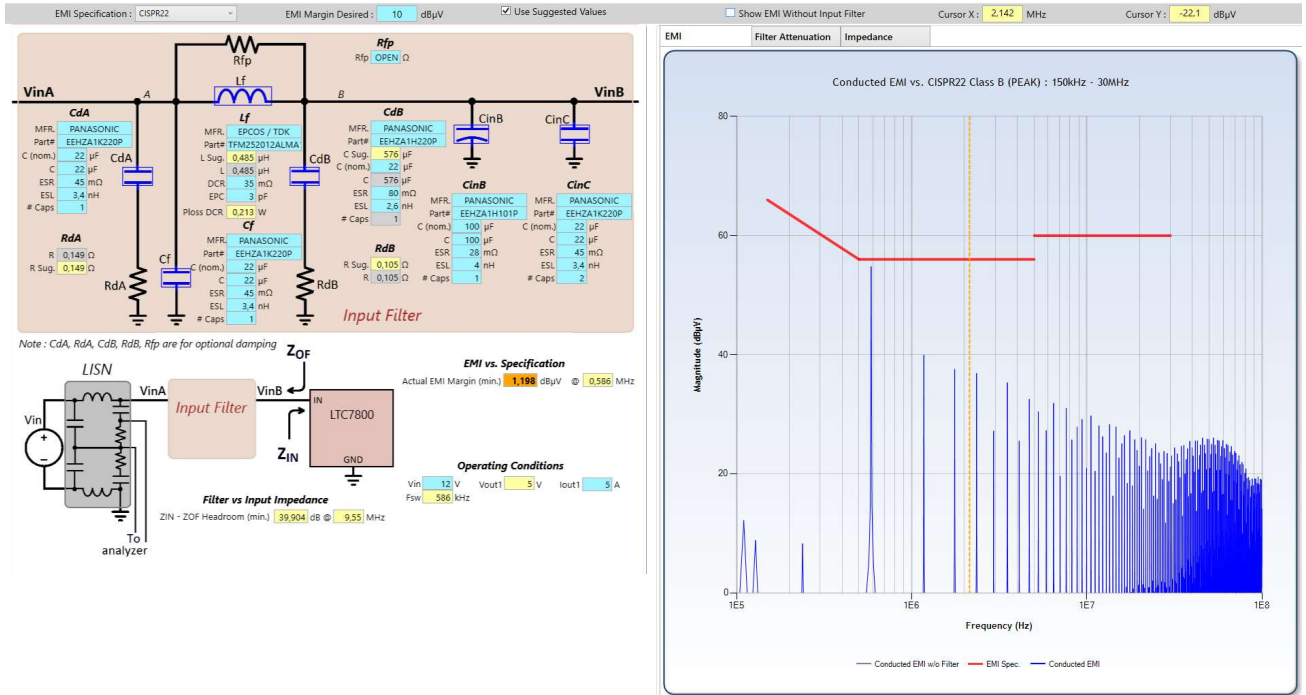 EMI Specification : CISPR22 EMI Margin Desired : 10 dBµV Use Suggested Values Show EMI Without Input Filter Cursor X : 2,142 MHz Cursor Y : -22,1 dBµV
EMI Filter Attenuation Impedance
Rfp
Rfp OPEN Ω
Rfp
Lf
VinA A B VinB
CdA
MFR. PANASONIC
Part# EEHZA1K220P
C (nom.) 22 µF
C 22 µF
ESR 45 mΩ
ESL 3,4 nH
# Caps 1
CdA
Lf
MFR. EPCOS / TDK
Part# TFM252012ALMA
L Sug. 0,485 µH
L 0,485 µH
DCR 35 mΩ
EPC 3 pF
Ploss DCR 0,213 W
CdB
CdB
MFR. PANASONIC
Part# EEHZA1H220P
C Sug. 576 µF
C (nom.) 22 µF
C 576 µF
ESR 80 mΩ
ESL 2,6 nH
# Caps 1
CinB
CinC
CinB
MFR. PANASONIC
Part# EEHZA1H101P
C (nom.) 100 µF
C 100 µF
ESR 28 mΩ
ESL 4 nH
# Caps 1
CinC
MFR. PANASONIC
Part# EEHZA1K220P
C (nom.) 22 µF
C 22 µF
ESR 45 mΩ
ESL 3,4 nH
# Caps 2
RdA
R 0,149 Ω
R Sug. 0,149 Ω
RdA
Cf
Cf
MFR. PANASONIC
Part# EEHZA1K220P
C (nom.) 22 µF
C 22 µF
ESR 45 mΩ
ESL 3,4 nH
# Caps 1
RdB
RdB
R Sug. 0,105 Ω
R 0,105 Ω
Input Filter
Note : CdA, RdA, CdB, RdB, Rfp are for optional damping
LISN
Vin
+
−
VinA
Input Filter
VinB
ZOF
ZIN
IN
LTC7800
GND
To
analyzer
EMI vs. Specification
Actual EMI Margin (min.) 1,198 dBµV @ 0,586 MHz
Operating Conditions
Vin 12 V Vout1 5 V Iout1 5 A
Fsw 586 kHz
Filter vs Input Impedance
ZIN - ZOF Headroom (min.) 39,904 dB @ 9,55 MHz
Conducted EMI vs. CISPR22 Class B (PEAK) : 150kHz - 30MHz
Magnitude (dBµV)
80
60
40
20
0
1E5 1E6 1E7 1E8
Frequency (Hz)
Conducted EMI w/o Filter EMI Spec. Conducted EMI